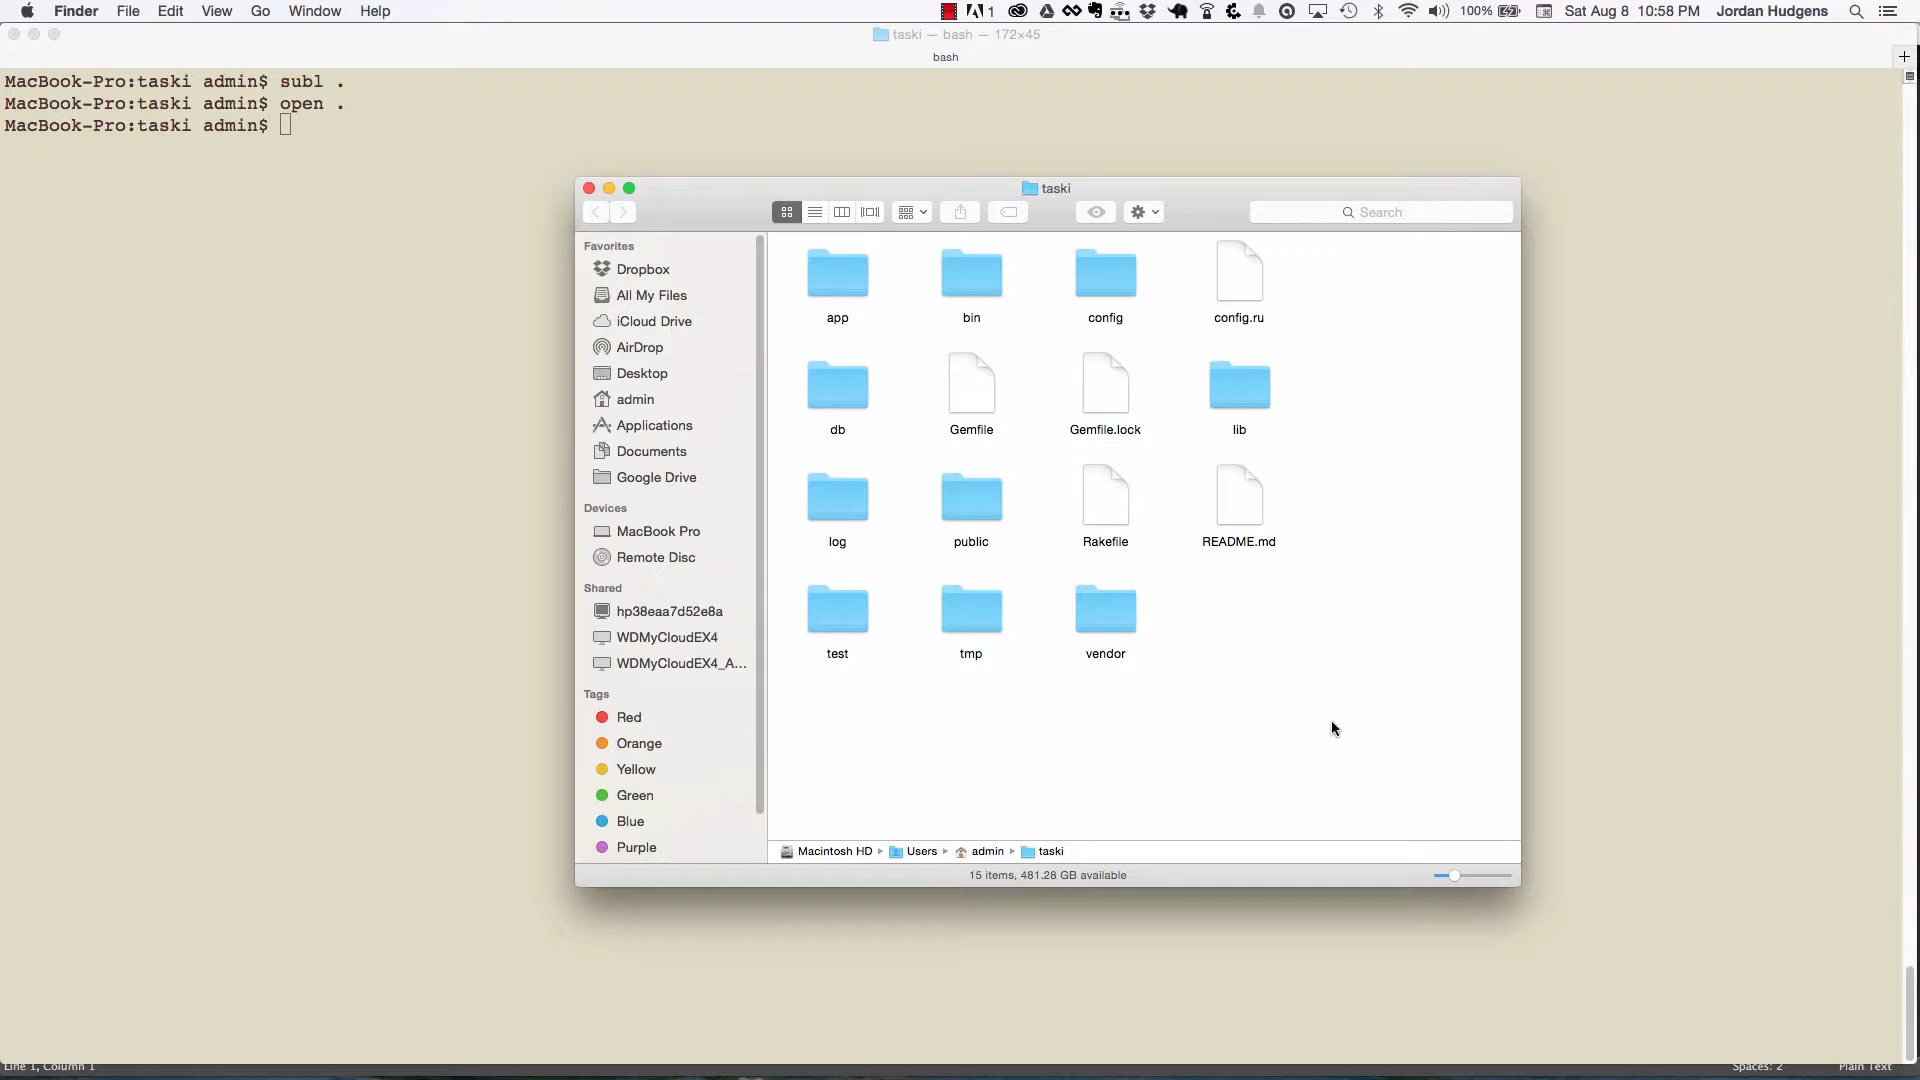 Finder File Edit View Go Window Help 1 100% Sat Aug 8 10:58 PM Jordan Hudgens
taski — bash — 172×45
bash
MacBook-Pro:taski admin$ subl .
MacBook-Pro:taski admin$ open .
MacBook-Pro:taski admin$
taski
Search
Favorites
Dropbox
All My Files
iCloud Drive
AirDrop
Desktop
admin
Applications
Documents
Google Drive
Devices
MacBook Pro
Remote Disc
Shared
hp38eaa7d52e8a
WDMyCloudEX4
WDMyCloudEX4_A...
Tags
Red
Orange
Yellow
Green
Blue
Purple
app bin config config.ru
db Gemfile Gemfile.lock lib
log public Rakefile README.md
test tmp vendor
Macintosh HD Users admin taski
15 items, 481.28 GB available
Line 1, Column 1 Spaces: 2 Plain Text